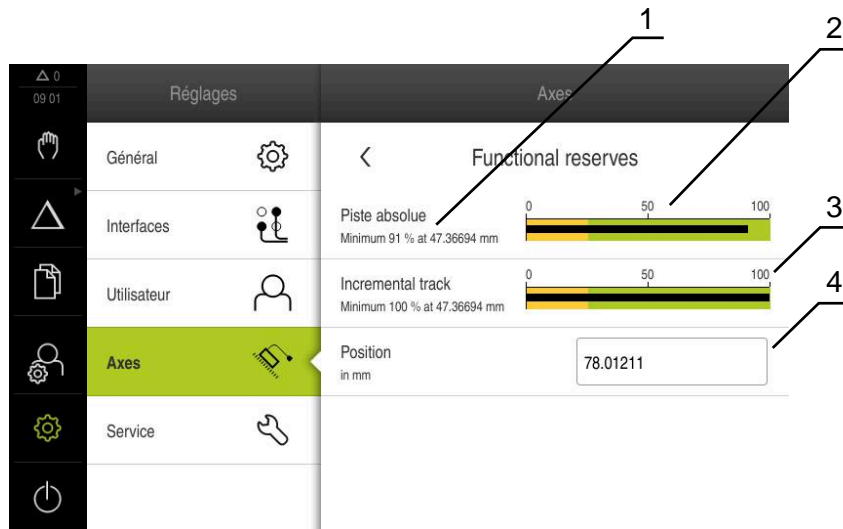 1
2
△ 0
09 01
Réglages
Axes
Général
Functional reserves
Interfaces
Piste absolue
Minimum 91 % at 47.36694 mm
0 50 100
3
Utilisateur
Incremental track
Minimum 100 % at 47.36694 mm
0 50 100
4
Axes
Position
in mm
78.01211
Service